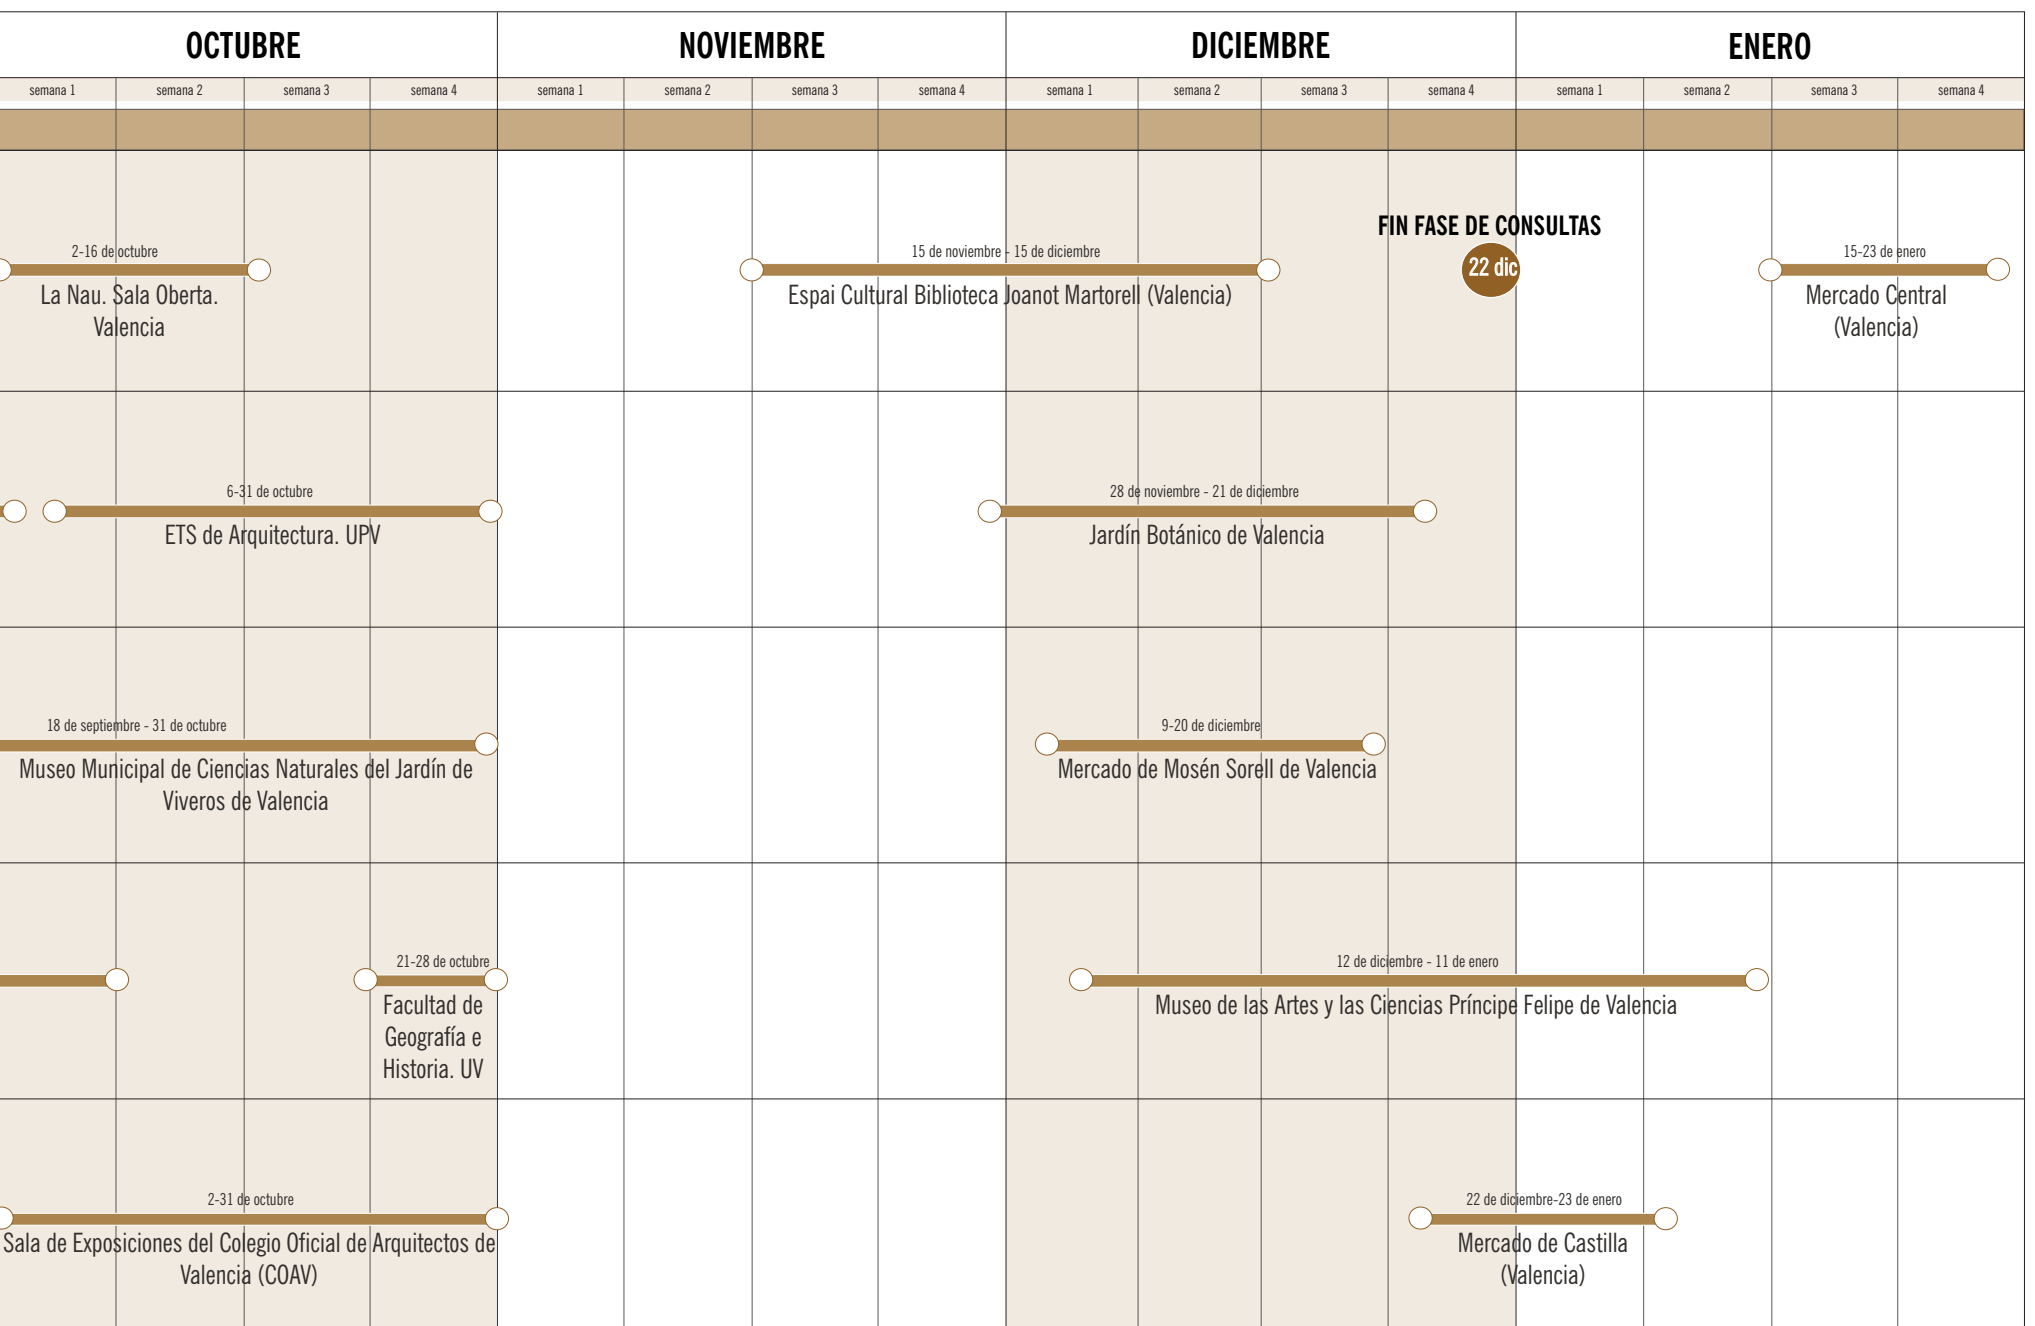 OCTUBRE
NOVIEMBRE
DICIEMBRE
ENERO
semana 1
semana 2
semana 3
semana 4
semana 1
semana 2
semana 3
semana 4
semana 1
semana 2
semana 3
semana 4
semana 1
semana 2
semana 3
semana 4
2-16 de octubre
La Nau. Sala Oberta.
Valencia
15 de noviembre - 15 de diciembre
Espai Cultural Biblioteca Joanot Martorell (Valencia)
FIN FASE DE CONSULTAS
22 dic
15-23 de enero
Mercado Central
(Valencia)
6-31 de octubre
ETS de Arquitectura. UPV
28 de noviembre - 21 de diciembre
Jardín Botánico de Valencia
18 de septiembre - 31 de octubre
Museo Municipal de Ciencias Naturales del Jardín de
Viveros de Valencia
9-20 de diciembre
Mercado de Mosén Sorell de Valencia
21-28 de octubre
Facultad de
Geografía e
Historia. UV
12 de diciembre - 11 de enero
Museo de las Artes y las Ciencias Príncipe Felipe de Valencia
2-31 de octubre
Sala de Exposiciones del Colegio Oficial de Arquitectos de
Valencia (COAV)
22 de diciembre-23 de enero
Mercado de Castilla
(Valencia)